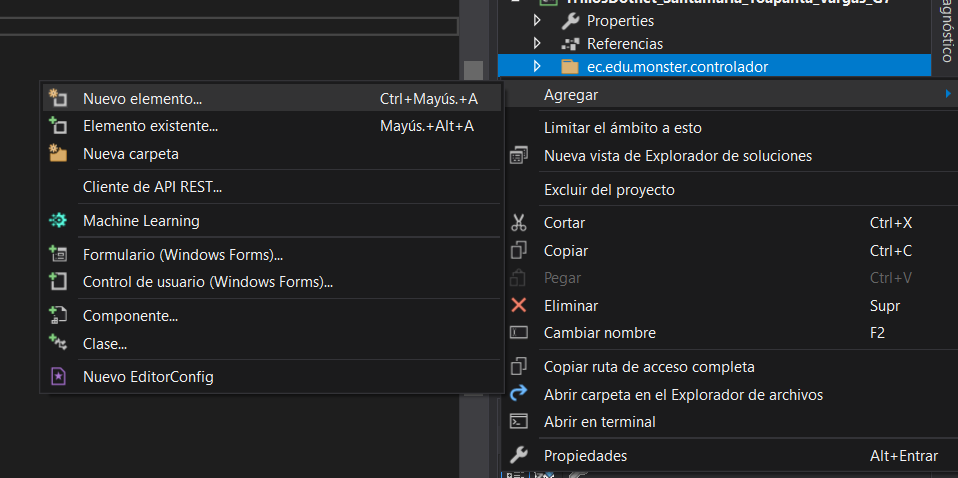 Properties
Referencias
ec.edu.monster.controlador
Diagnóstico
Agregar
Limitar el ámbito a esto
Nueva vista de Explorador de soluciones
Excluir del proyecto
Cortar Ctrl+X
Copiar Ctrl+C
Pegar Ctrl+V
Eliminar Supr
Cambiar nombre F2
Copiar ruta de acceso completa
Abrir carpeta en el Explorador de archivos
Abrir en terminal
Propiedades Alt+Entrar
Nuevo elemento... Ctrl+Mayús.+A
Elemento existente... Mayús.+Alt+A
Nueva carpeta
Cliente de API REST...
Machine Learning
Formulario (Windows Forms)...
Control de usuario (Windows Forms)...
Componente...
Clase...
Nuevo EditorConfig